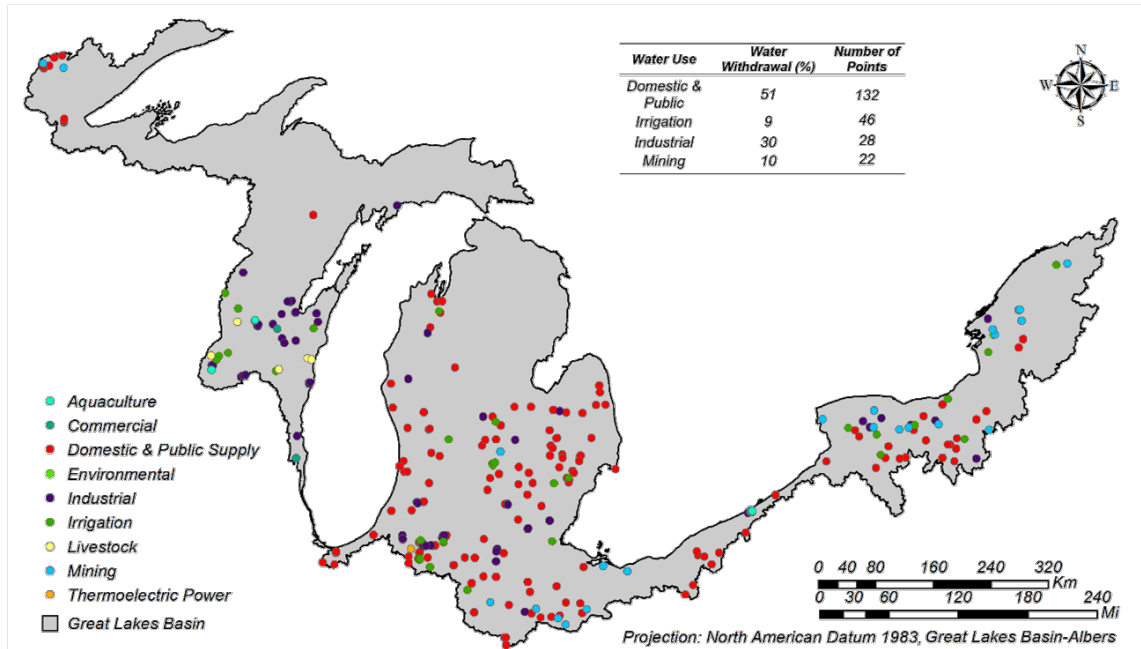 Water Use Water Withdrawal (%) Number of Points
Domestic & Public 51 132
Irrigation 9 46
Industrial 30 28
Mining 10 22
N
W E
S
Aquaculture
Commercial
Domestic & Public Supply
Environmental
Industrial
Irrigation
Livestock
Mining
Thermoelectric Power
Great Lakes Basin
0 40 80 160 240 320
Km
0 30 60 120 180 240
Mi
Projection: North American Datum 1983, Great Lakes Basin-Albers